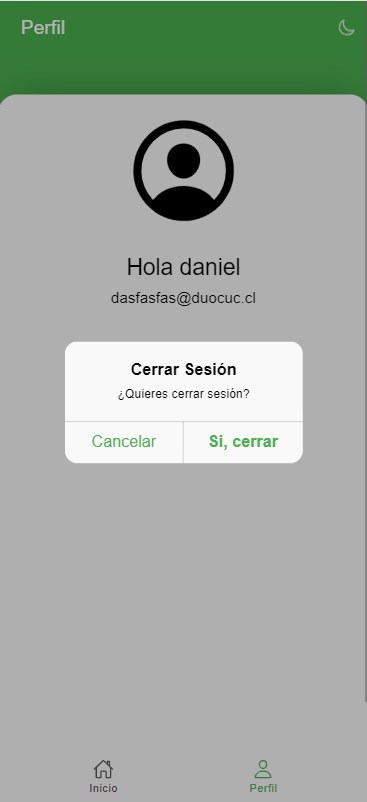 Perfil
Hola daniel
dasfasfas@duocuc.cl
Cerrar Sesión
¿Quieres cerrar sesión?
Cancelar
Si, cerrar
Inicio
Perfil